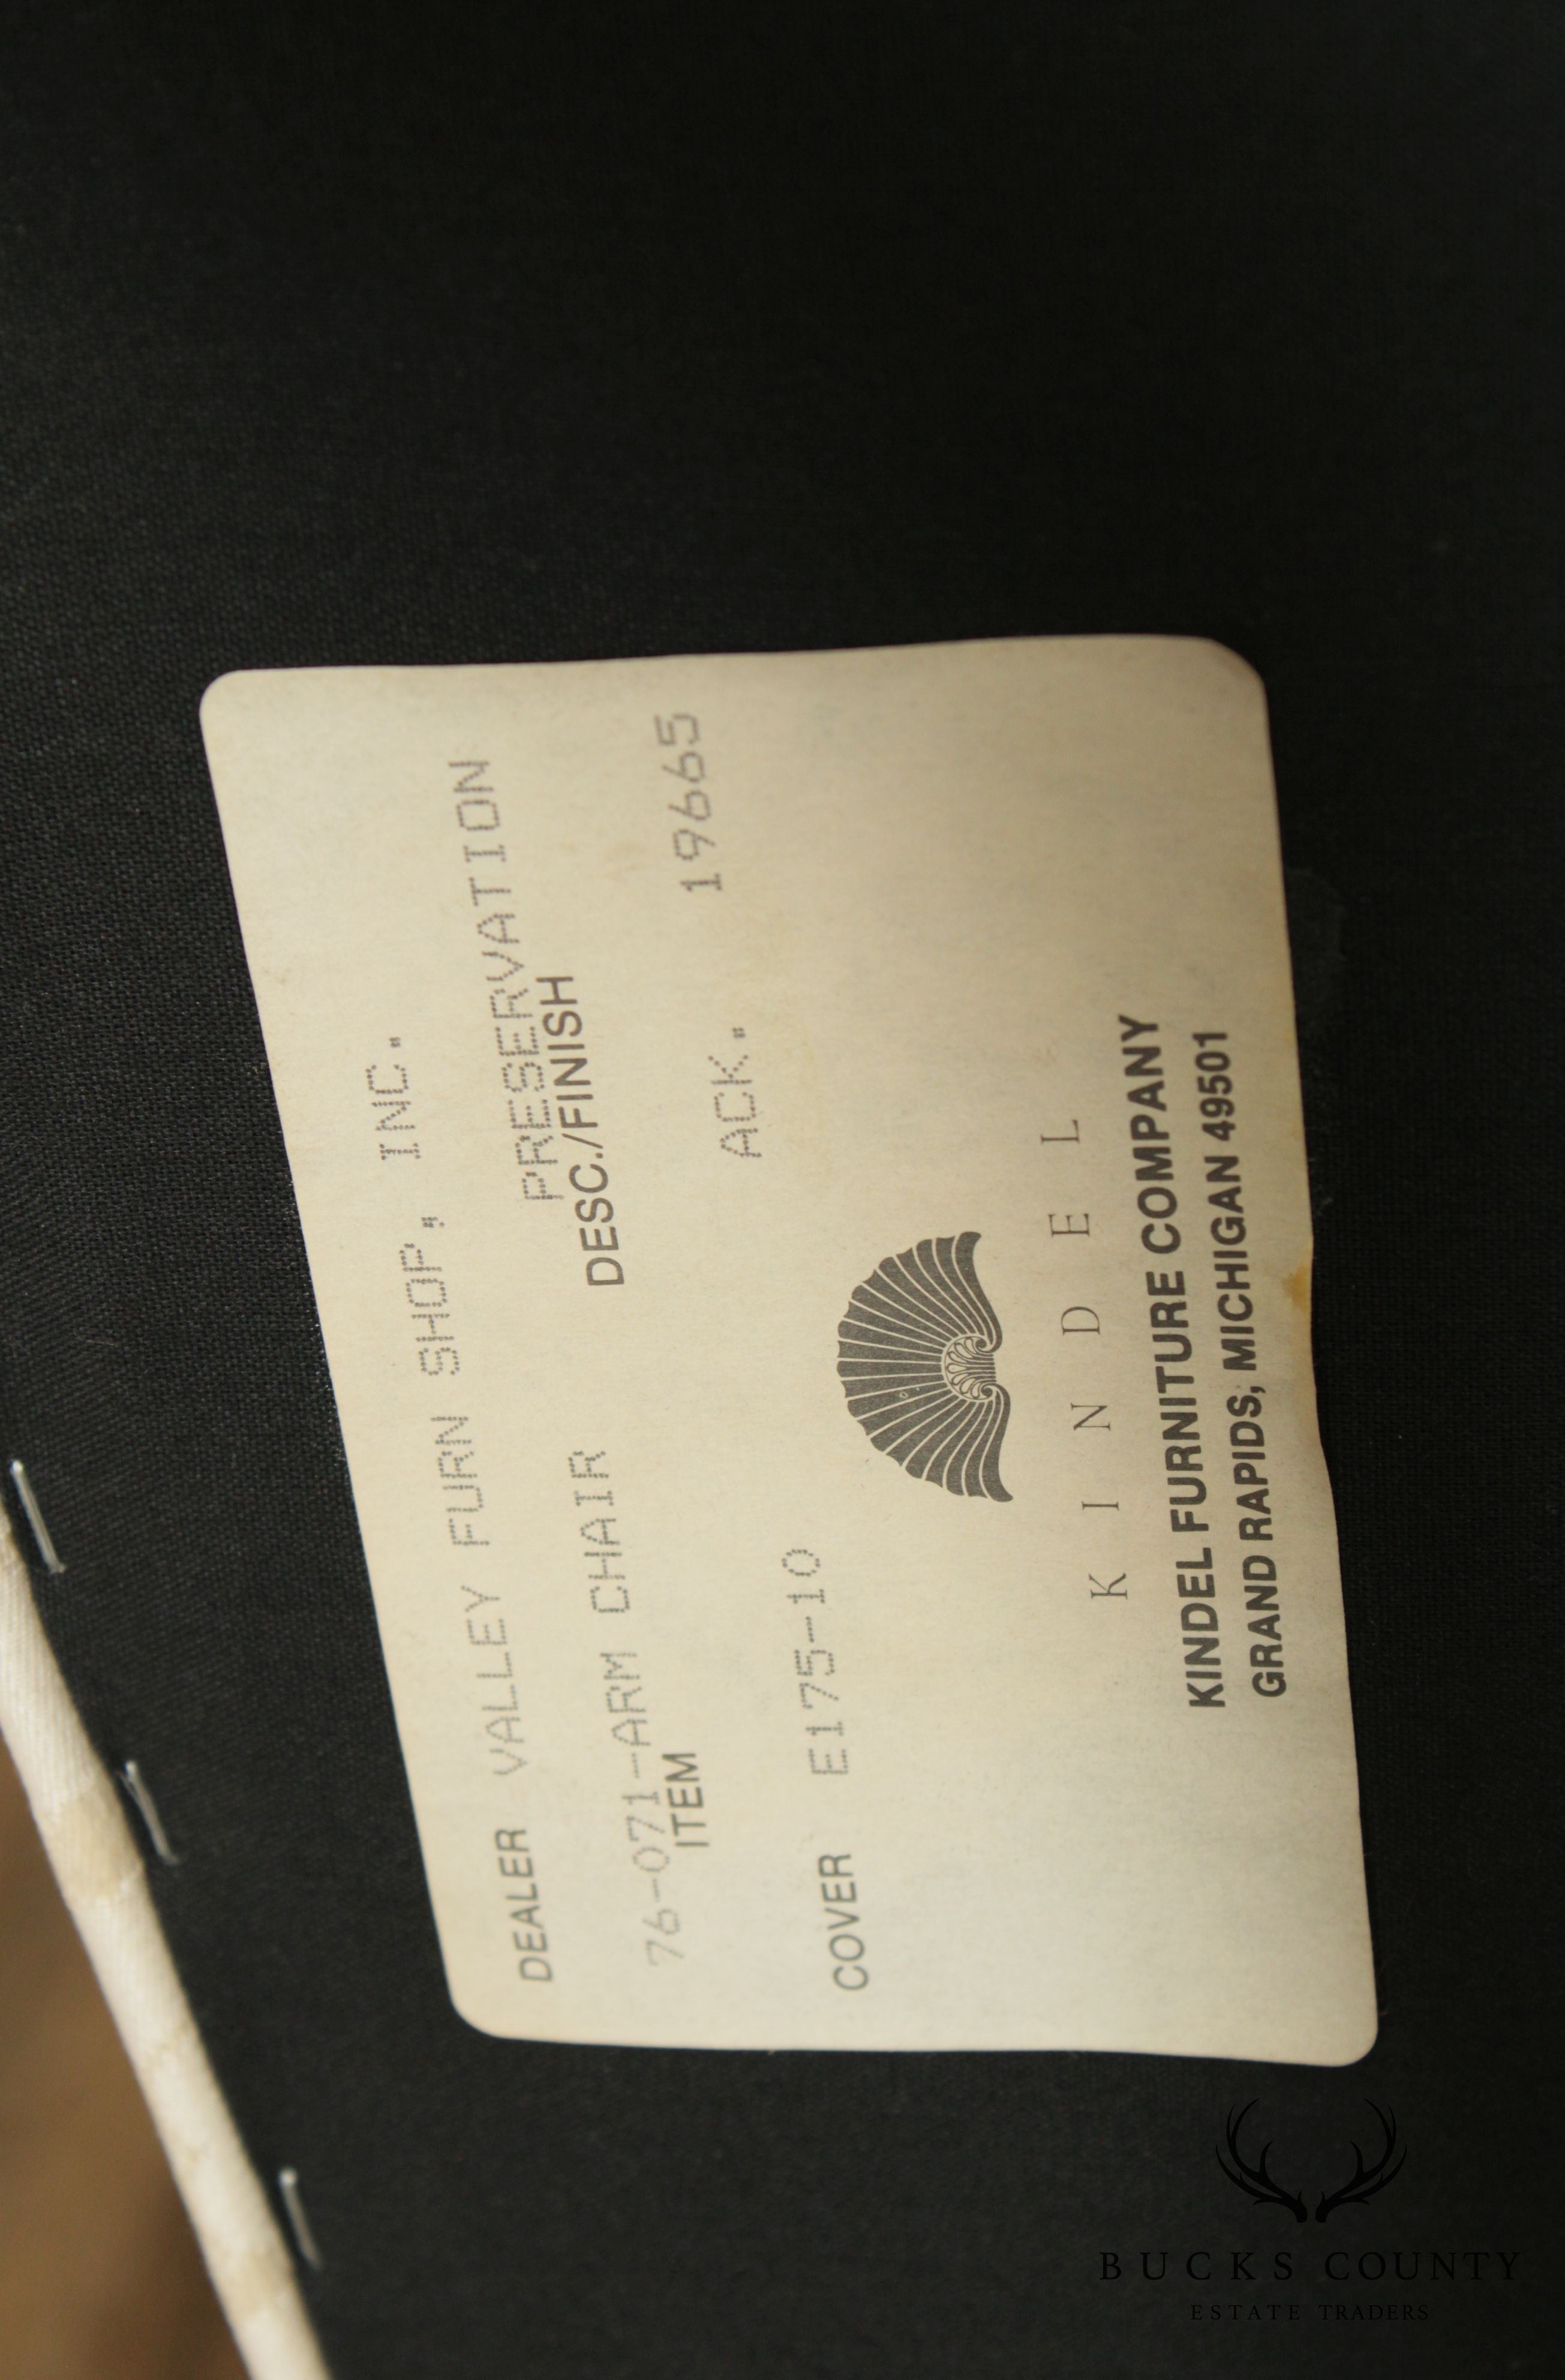 DEALER VALLEY FURN SHOP, INC.
PRESERVATION
76-071-ARM CHAIR
DESC./FINISH
ITEM
19665
ACK.
COVER E175-10
KINDEL
KINDEL FURNITURE COMPANY
GRAND RAPIDS, MICHIGAN 49501
BUCKS COUNTY
ESTATE TRADERS